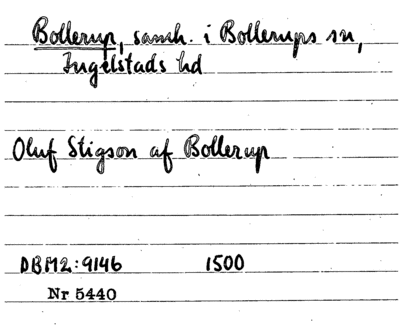 Bollerup, samh. i Bollerups sn,
Ingelstads hd
Oluf Stigson af Bollerup
DBM2:9146 1500
Nr 5440